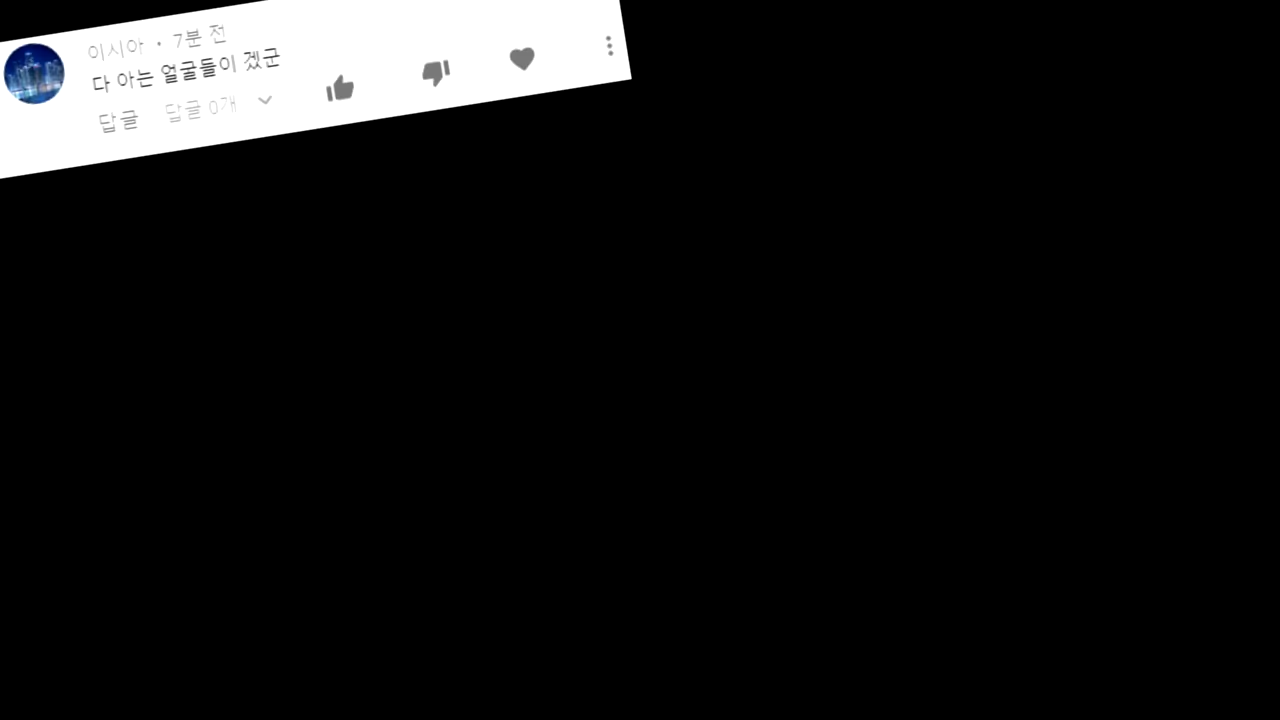 이시아 • 7분 전
다 아는 얼굴들이 겠군
답글 답글 0개